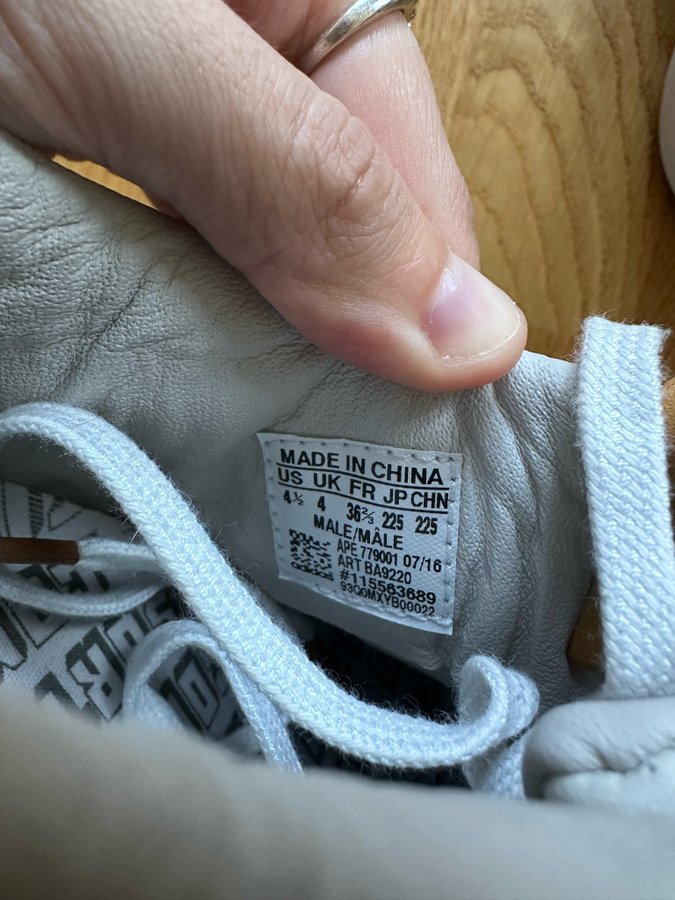 MADE IN CHINA
US UK FR JP CHN
4½ 4 36⅔ 225 225
MALE/MÂLE
APE 779001 07/16
ART BA9220
adidas #115563689
93Q0MXYB00022